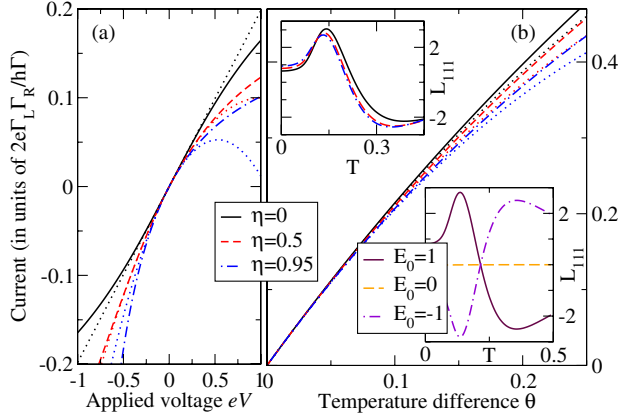 Current (in units of 2eΓLΓR/hΓ)
0.2
0.1
0
-0.1
-0.2
(a)
η=0
η=0.5
η=0.95
-1
-0.5
0
0.5
1
Applied voltage eV
(b)
2
-2
L111
0
0.3
T
0.4
0.2
0
E0=1
E0=0
E0=-1
2
-2
L111
0
T
0.5
0
0.1
0.2
Temperature difference θ